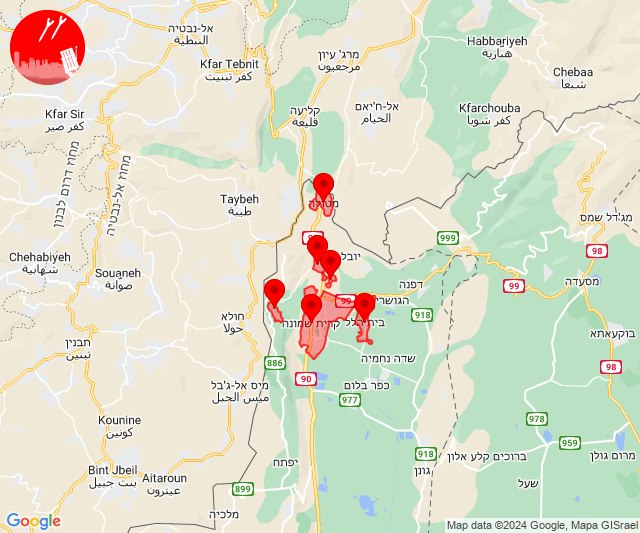 אל-נבטיה
النبطية
Kfar Tebnit
كفر تبنيت
מרג' עיון
مرجعيون
Habbariyeh
هبارية
Chebaa
شبعا
Kfar Sir
كفر صير
קליעה
قليعة
אל-ח'יאם
الخيام
Kfarchouba
كفر شوبا
מחוז דרום לבנון
מחוז אל-נבטיה
Taybeh
طيبة
מטולה
מג'דל שמס
999
98
Chehabiyeh
شهابية
Souaneh
صوانة
יובל
99
דפנה
הגושרים
מסעדה
חולא
حولا
קרית שמונה
בית הלל
918
בוקעאתא
תבנין
تبنين
886
שדה נחמיה
98
מיס אל-ג'בל
ميس الجبل
90
כפר בלום
977
Kounine
كونين
978
959
918
Bint Jbeil
بنت جبيل
Aitaroun
عيترون
יפתח
גונן
ברוכים קלע אלון
מרום גולן
899
מלכיה
שעל
Google
Map data ©2024 Google, Mapa GISrael